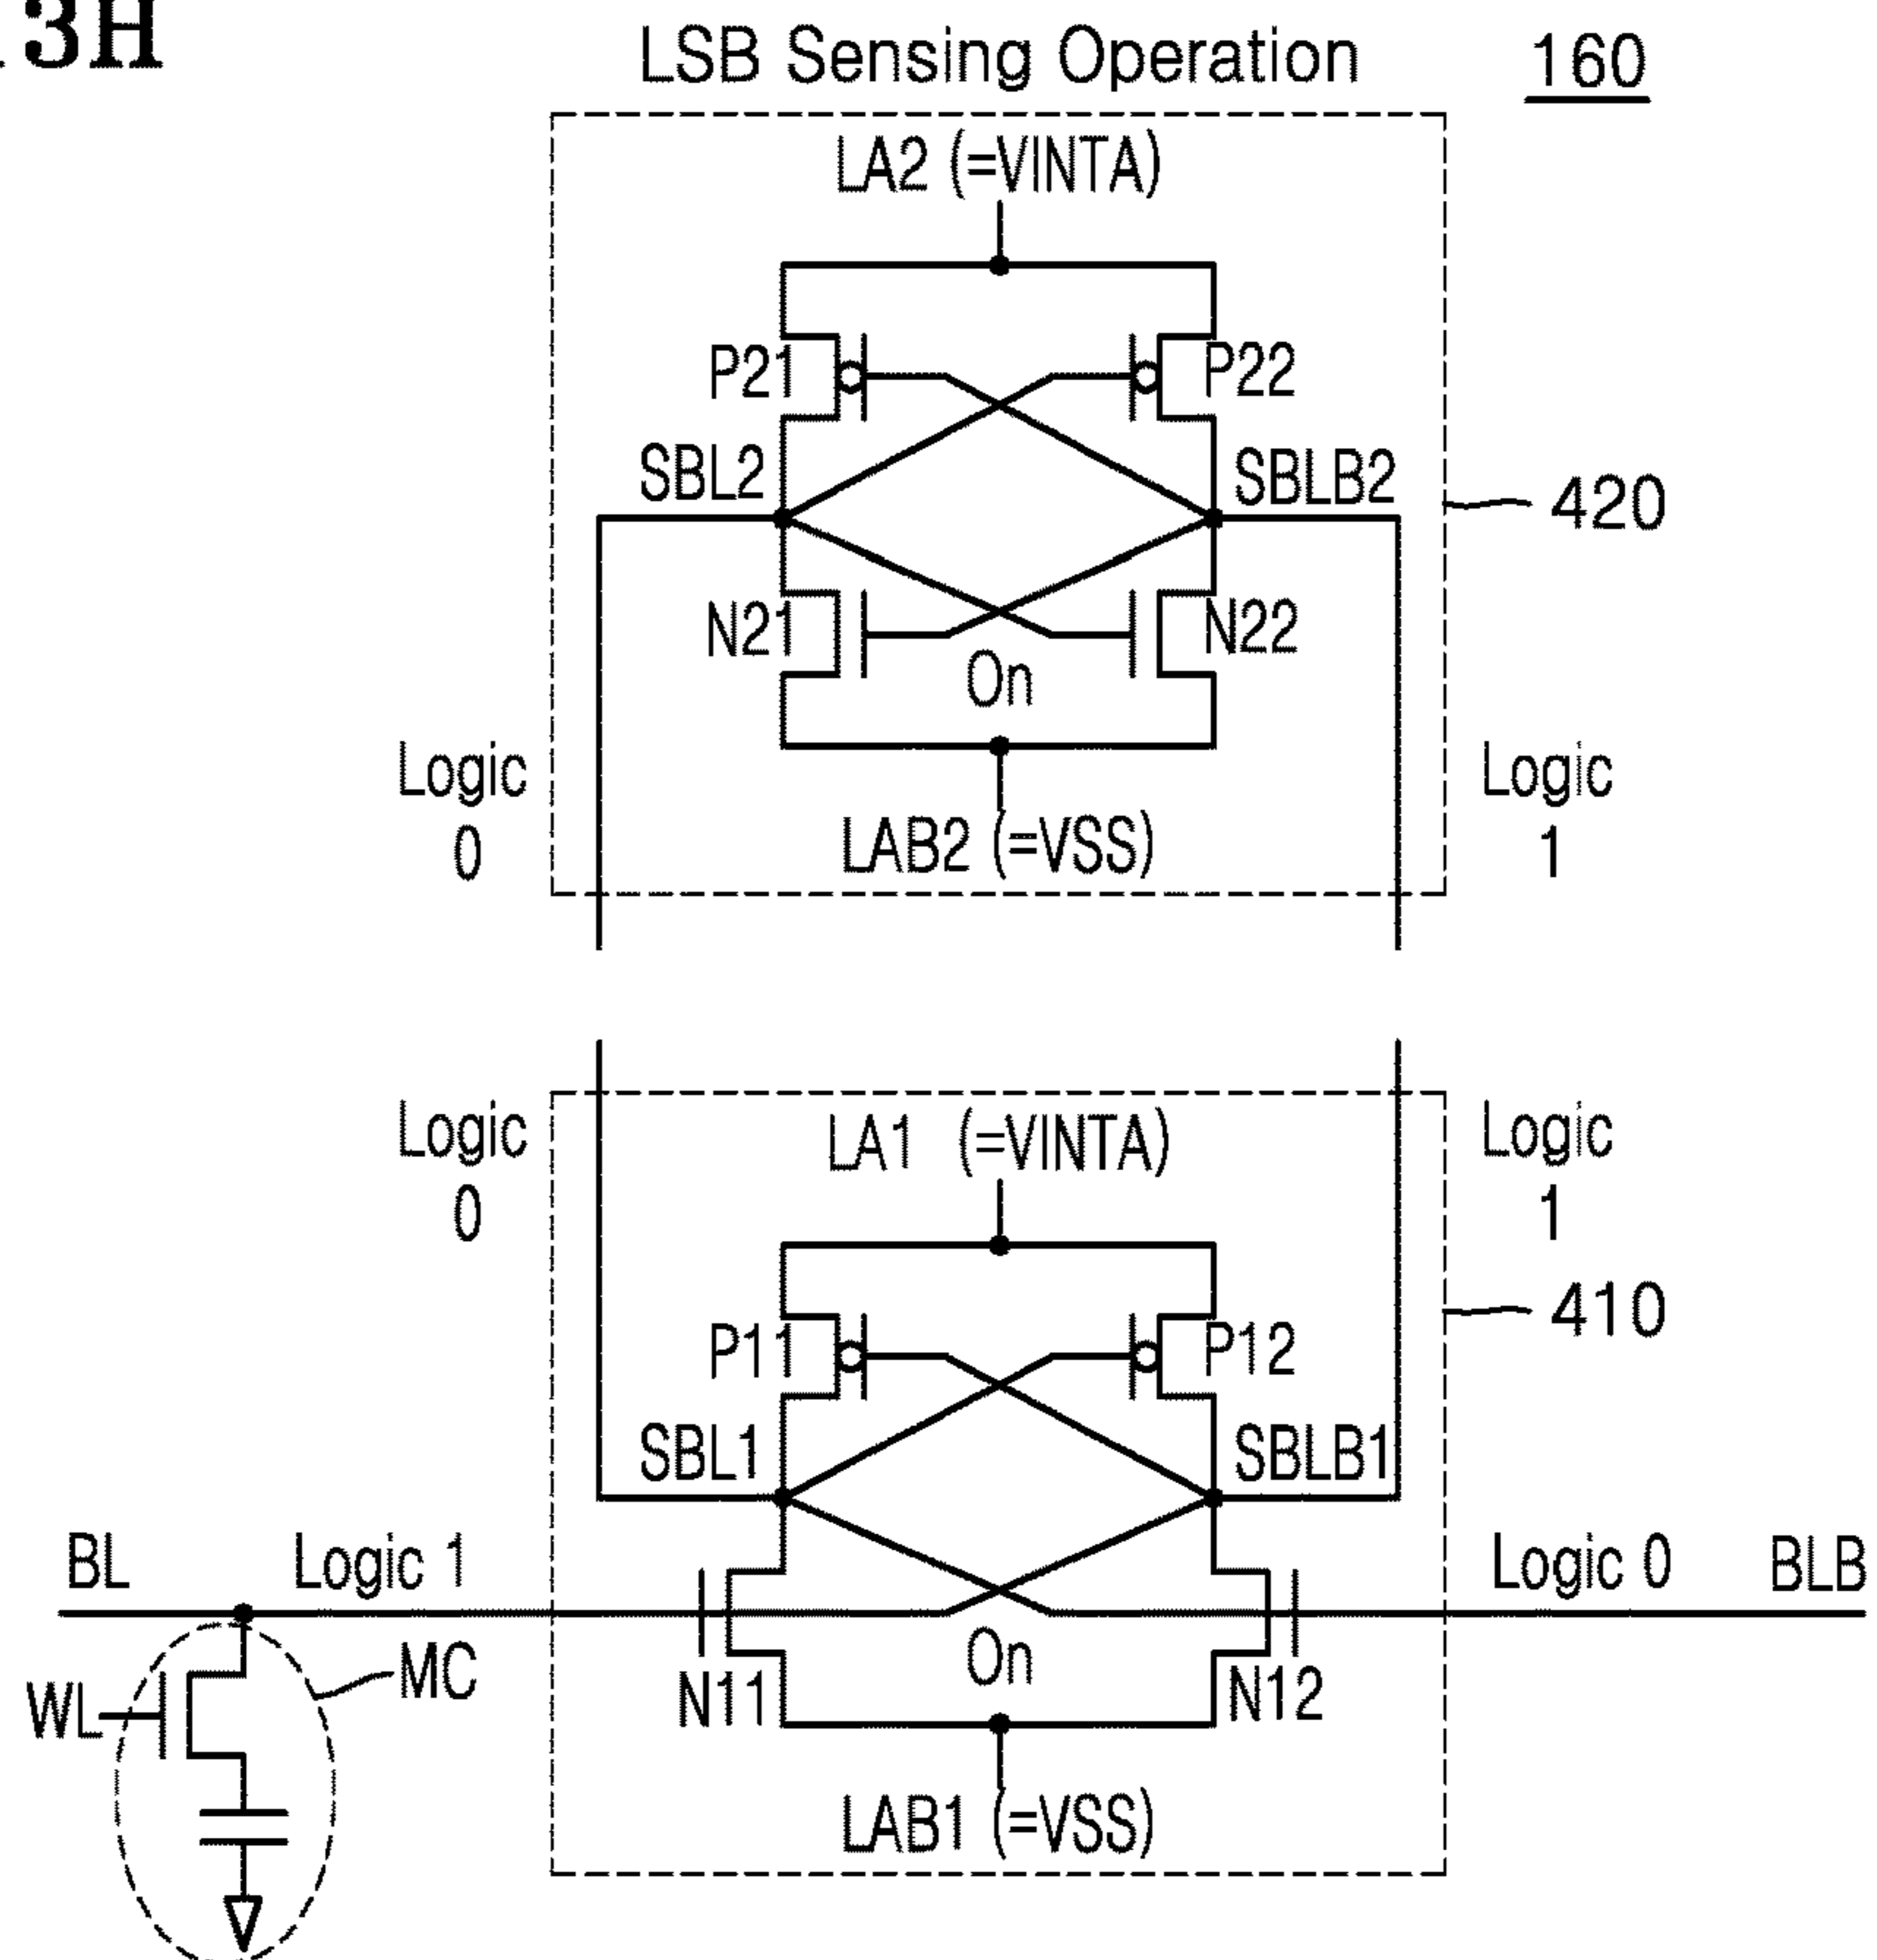 13H
LSB Sensing Operation
160
LA2 (=VINTA)
P21
P22
SBL2
SBLB2
420
N21
N22
On
Logic
0
Logic
1
LAB2 (=VSS)
Logic
0
LA1 (=VINTA)
Logic
1
410
P11
P12
SBL1
SBLB1
BL
Logic 1
Logic 0
BLB
On
MC
WL
N11
N12
LAB1 (=VSS)